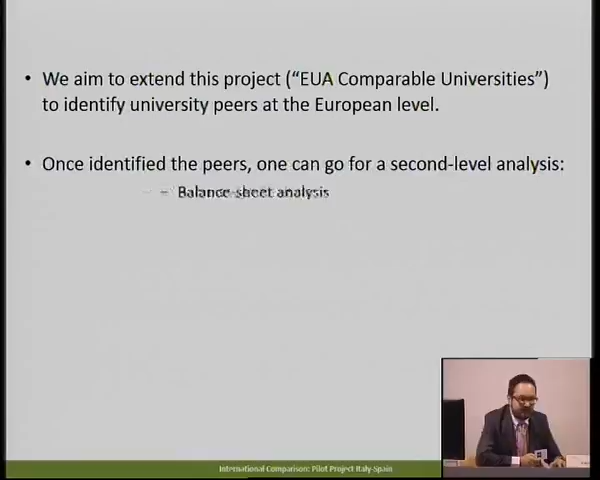 • We aim to extend this project (“EUA Comparable Universities”)
to identify university peers at the European level.
• Once identified the peers, one can go for a second-level analysis:
– Balance-sheet analysis
International Comparison: Pilot Project Italy-Spain